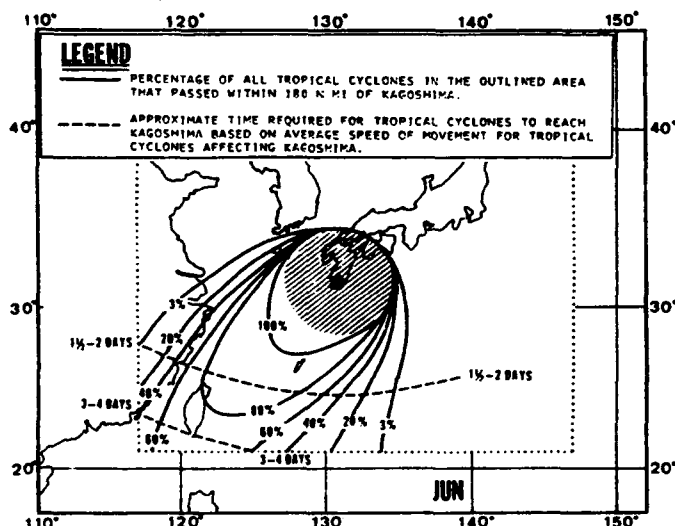 110° 120° 130° 140° 150°
LEGEND
PERCENTAGE OF ALL TROPICAL CYCLONES IN THE OUTLINED AREA
THAT PASSED WITHIN 180 N MI OF KAGOSHIMA.
APPROXIMATE TIME REQUIRED FOR TROPICAL CYCLONES TO REACH
KAGOSHIMA BASED ON AVERAGE SPEED OF MOVEMENT FOR TROPICAL
CYCLONES AFFECTING KAGOSHIMA.
40° 40°
30° 3% 30°
100%
1½-2 DAYS 20%
1½-2 DAYS
40%
3-4 DAYS 80% 20% 3%
60% 60% 40%
3-4 DAYS
20° 20°
JUN
110° 120° 130° 140° 150°